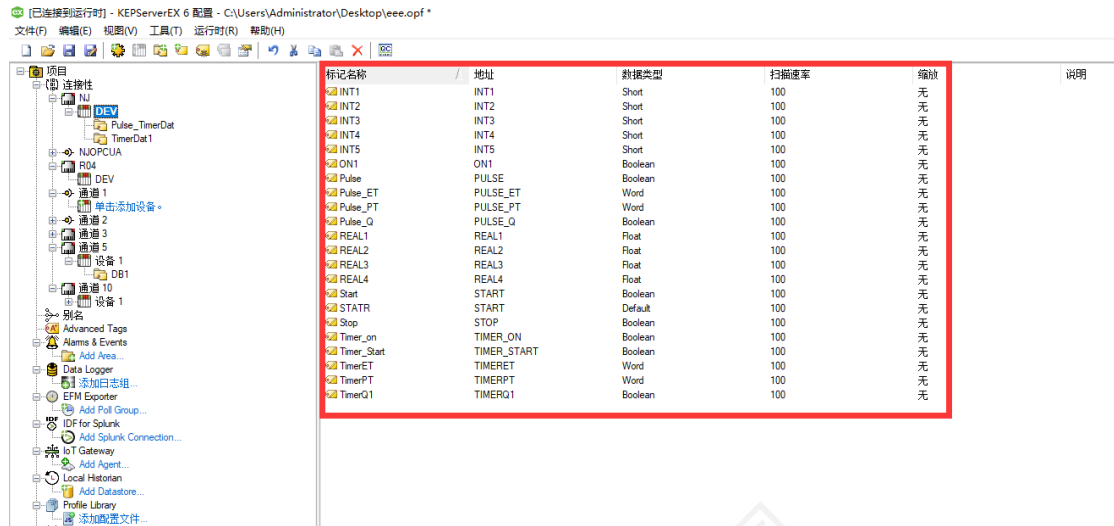 [已连接到运行时] - KEPServerEX 6 配置 - C:\Users\Administrator\Desktop\eee.opf *
文件(F) 编辑(E) 视图(V) 工具(T) 运行时(R) 帮助(H)
项目
连接性
NJ
DEV
Pulse_TimerDat
TimerDat1
NJOPCUA
R04
DEV
通道 1
单击添加设备。
通道 2
通道 3
通道 5
设备 1
DB1
通道 10
设备 1
别名
Advanced Tags
Alarms & Events
Add Area...
Data Logger
添加日志组...
EFM Exporter
Add Poll Group...
IDF for Splunk
Add Splunk Connection...
IoT Gateway
Add Agent...
Local Historian
Add Datastore...
Profile Library
添加配置文件...
标记名称 / 地址 数据类型 扫描速率 缩放 说明
INT1 INT1 Short 100 无
INT2 INT2 Short 100 无
INT3 INT3 Short 100 无
INT4 INT4 Short 100 无
INT5 INT5 Short 100 无
ON1 ON1 Boolean 100 无
Pulse PULSE Boolean 100 无
Pulse_ET PULSE_ET Word 100 无
Pulse_PT PULSE_PT Word 100 无
Pulse_Q PULSE_Q Boolean 100 无
REAL1 REAL1 Float 100 无
REAL2 REAL2 Float 100 无
REAL3 REAL3 Float 100 无
REAL4 REAL4 Float 100 无
Start START Boolean 100 无
STATR START Default 100 无
Stop STOP Boolean 100 无
Timer_on TIMER_ON Boolean 100 无
Timer_Start TIMER_START Boolean 100 无
TimerET TIMERET Word 100 无
TimerPT TIMERPT Word 100 无
TimerQ1 TIMERQ1 Boolean 100 无